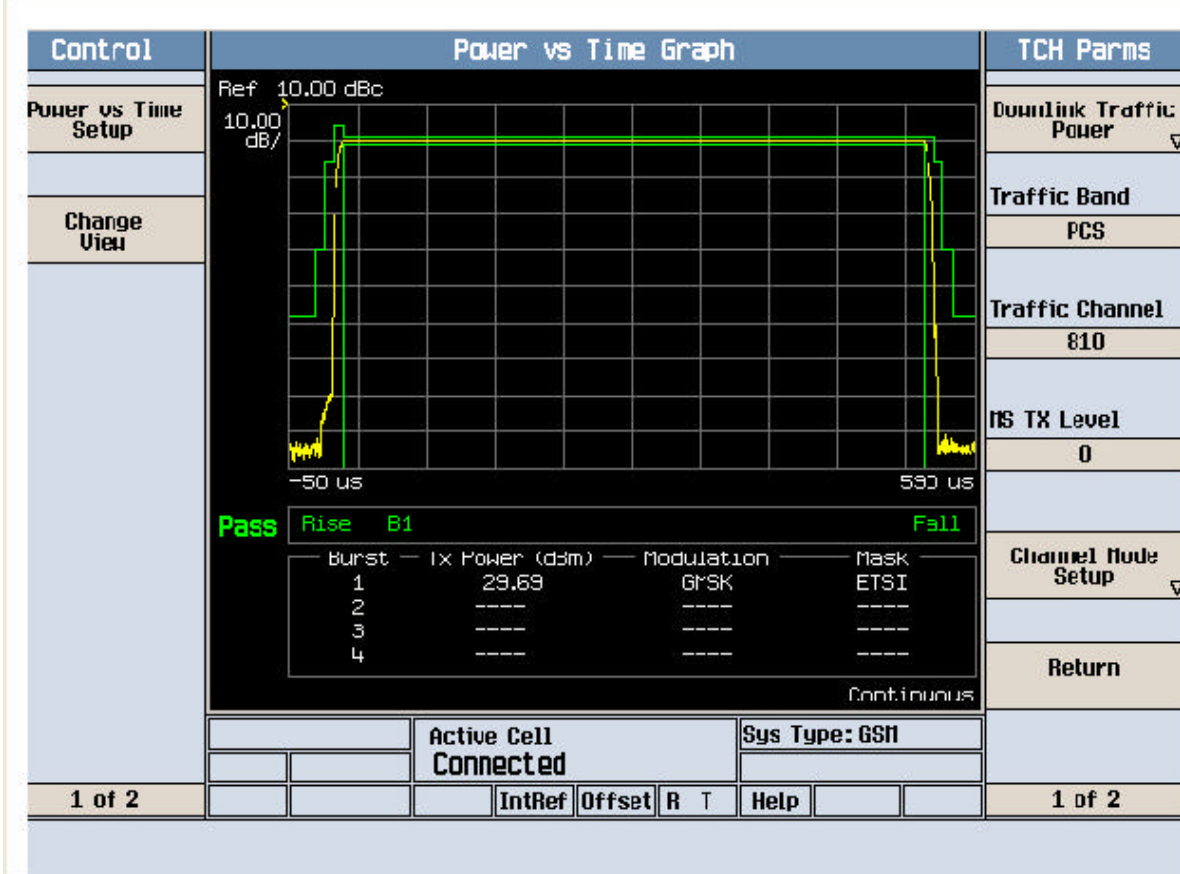 Control
Power vs Time Graph
TCH Parms
Power vs Time
Setup
Change
View
1 of 2
Ref 10.00 dBc
10.00
dB/
-50 us
590 us
Pass
Rise B1 Fall
Burst Tx Power (dBm) Modulation Mask
1 29.69 GMSK ETSI
2 ---- ---- ----
3 ---- ---- ----
4 ---- ---- ----
Continuous
Active Cell
Connected
Sys Type: GSM
IntRef Offset R T Help
Downlink Traffic
Power
Traffic Band
PCS
Traffic Channel
810
MS TX Level
0
Channel Mode
Setup
Return
1 of 2